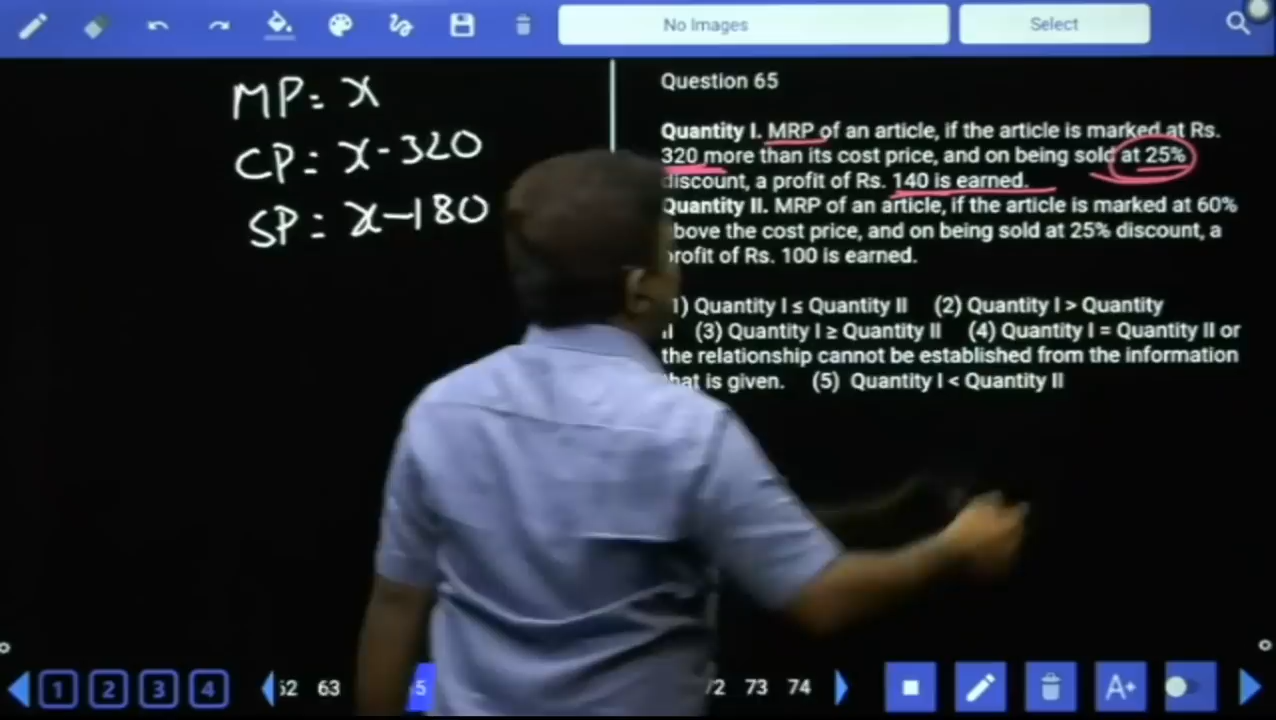 No Images
Select
MP = x
CP = x - 320
SP = x - 180
Question 65
Quantity I. MRP of an article, if the article is marked at Rs.
320 more than its cost price, and on being sold at 25%
discount, a profit of Rs. 140 is earned.
Quantity II. MRP of an article, if the article is marked at 60%
the cost price, and on being sold at 25% discount, a
of Rs. 100 is earned.
1) Quantity I ≤ Quantity II (2) Quantity I > Quantity
(3) Quantity I ≥ Quantity II (4) Quantity I = Quantity II or
the relationship cannot be established from the information
is given. (5) Quantity I < Quantity II
1 2 3 4 63 73 74 A+